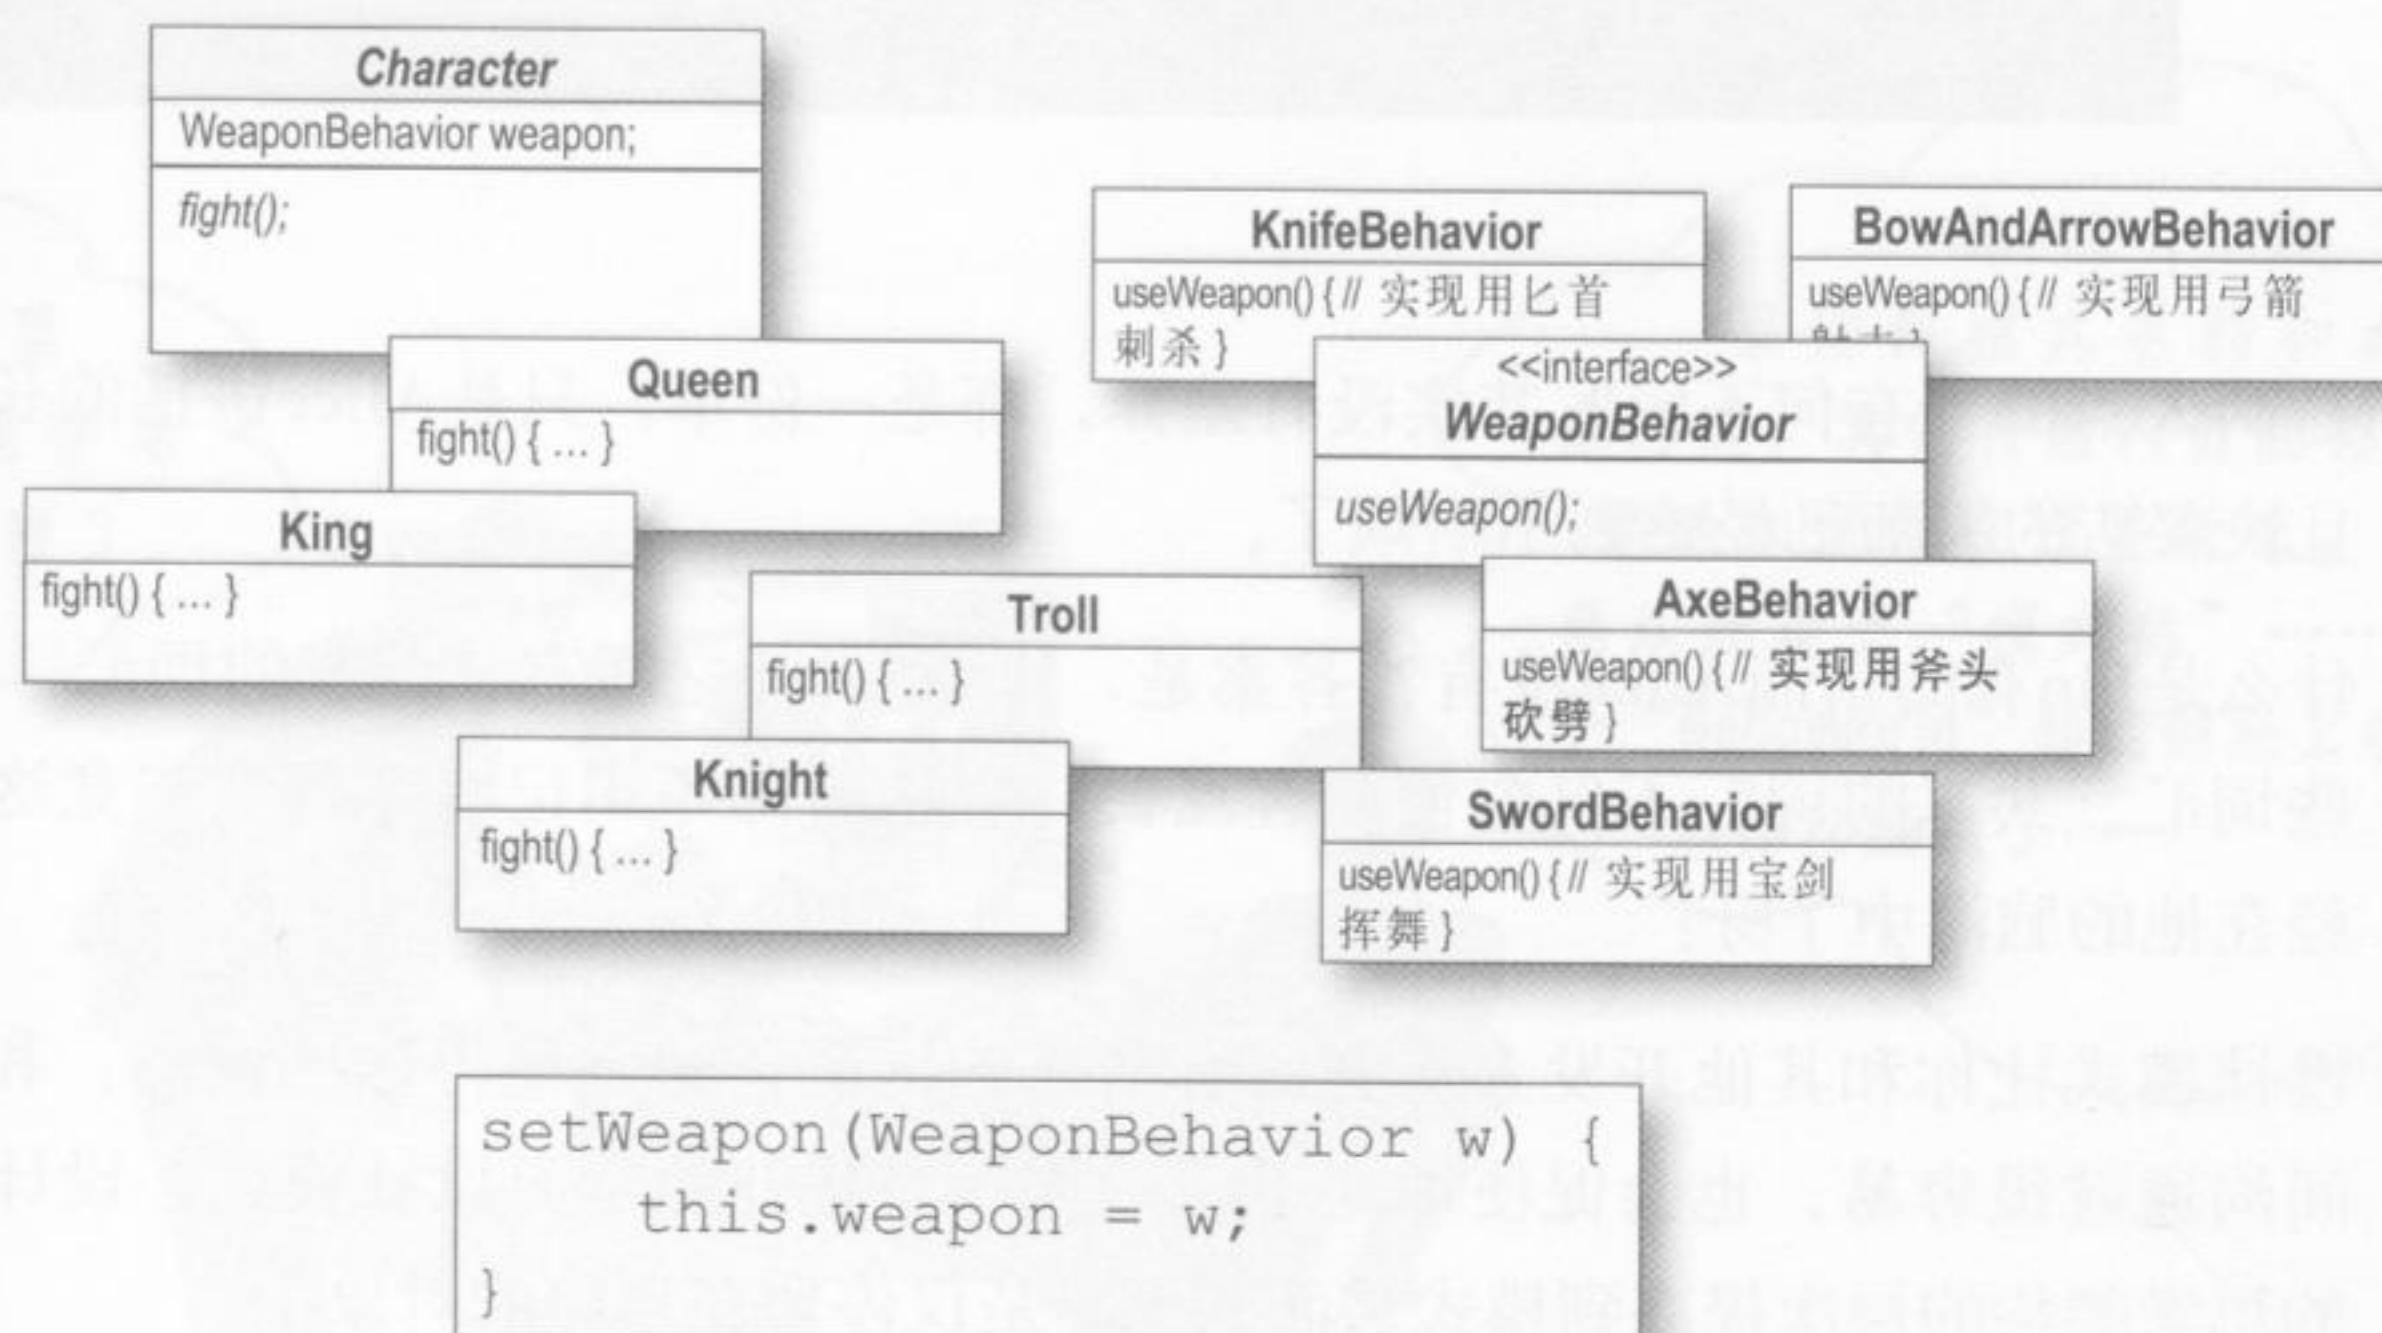 Character
WeaponBehavior weapon;
fight();
KnifeBehavior
useWeapon() { // 实现用匕首
刺杀 }
BowAndArrowBehavior
useWeapon() { // 实现用弓箭
<<interface>>
WeaponBehavior
useWeapon();
Queen
fight() { ... }
King
fight() { ... }
Troll
fight() { ... }
AxeBehavior
useWeapon() { // 实现用斧头
砍劈 }
Knight
fight() { ... }
SwordBehavior
useWeapon() { // 实现用宝剑
挥舞 }
setWeapon(WeaponBehavior w) {
this.weapon = w;
}